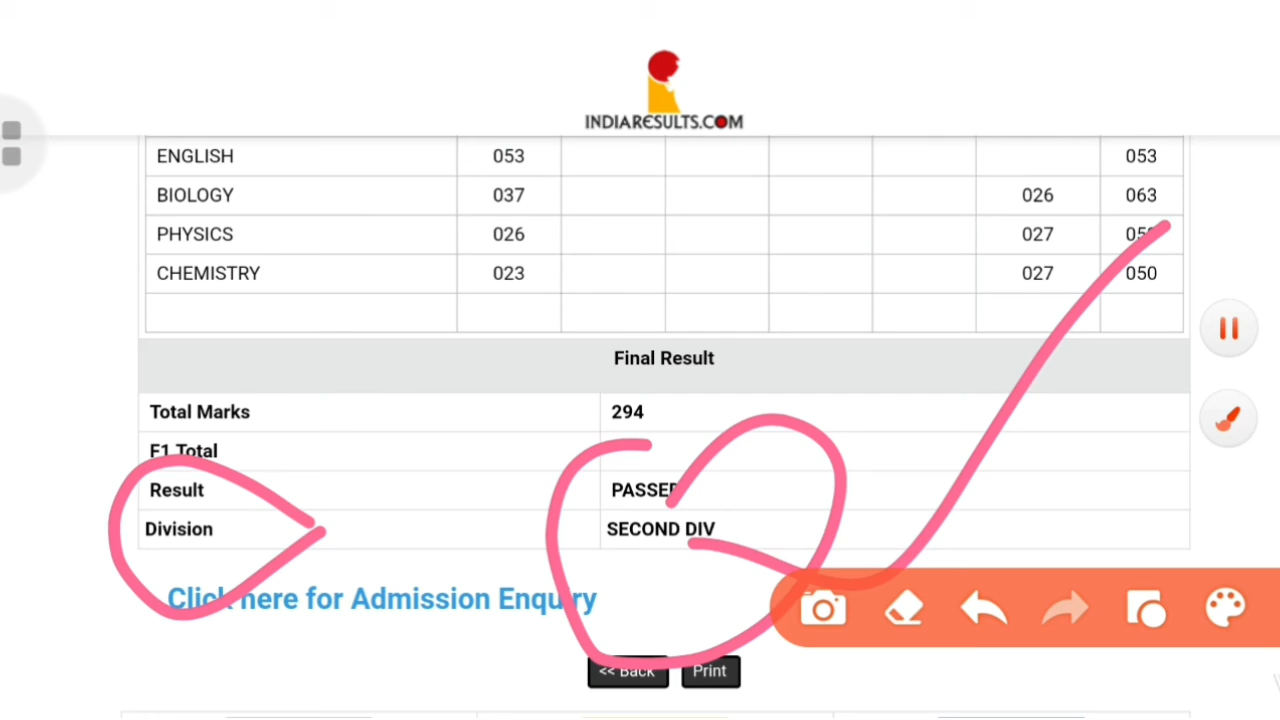 INDIARESULTS.COM
ENGLISH 053 053
BIOLOGY 037 026 063
PHYSICS 026 027
CHEMISTRY 023 027 050
Final Result
Total Marks 294
F1 Total
Result PASSED
Division SECOND DIV
Click here for Admission Enquiry
<< Back Print